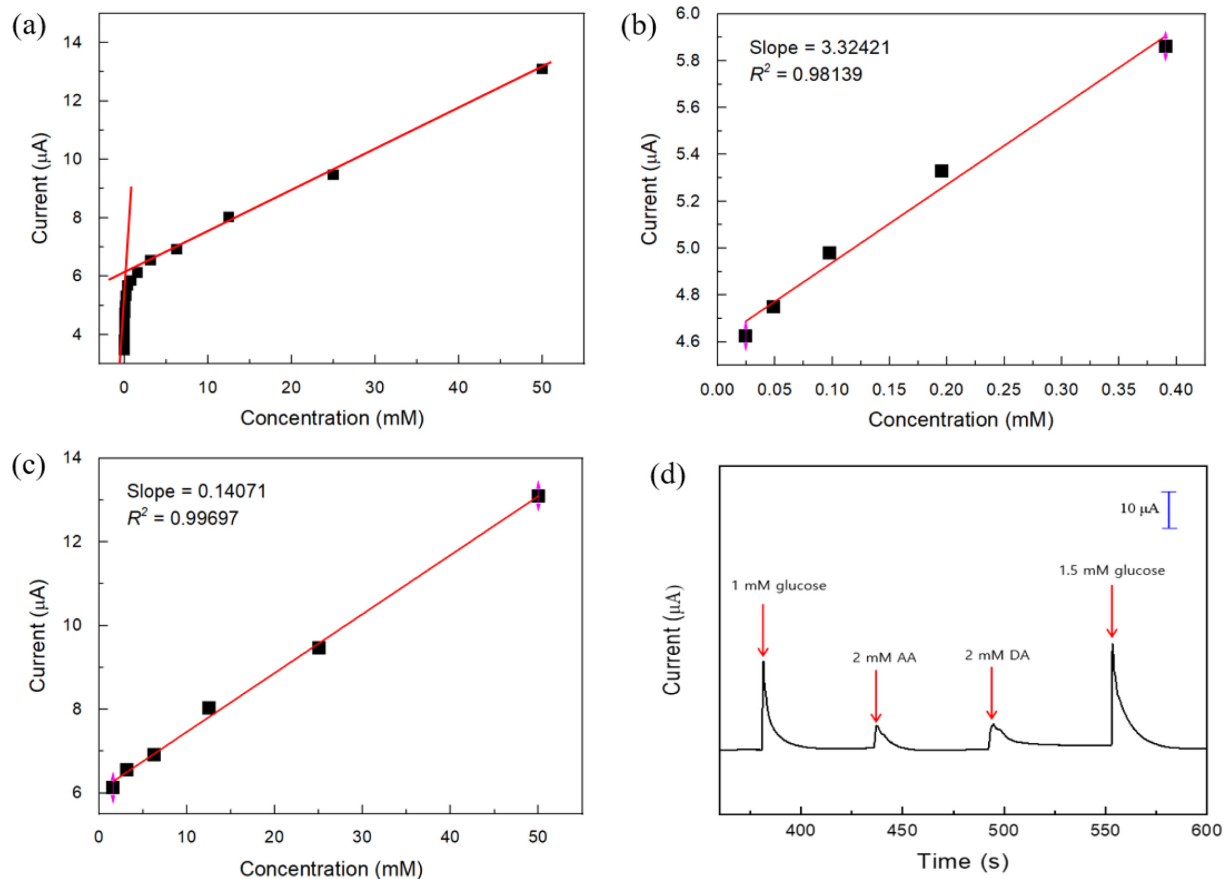 (a)
14
12
10
8
6
4
Current (μA)
0
10
20
30
40
50
Concentration (mM)
(b)
6.0
5.8
5.6
5.4
5.2
5.0
4.8
4.6
Current (μA)
Slope = 3.32421
R² = 0.98139
0.00
0.05
0.10
0.15
0.20
0.25
0.30
0.35
0.40
Concentration (mM)
(c)
14
12
10
8
6
Current (μA)
Slope = 0.14071
R² = 0.99697
0
10
20
30
40
50
Concentration (mM)
(d)
10 μA
1 mM glucose
2 mM AA
2 mM DA
1.5 mM glucose
Current (μA)
400
450
500
550
600
Time (s)